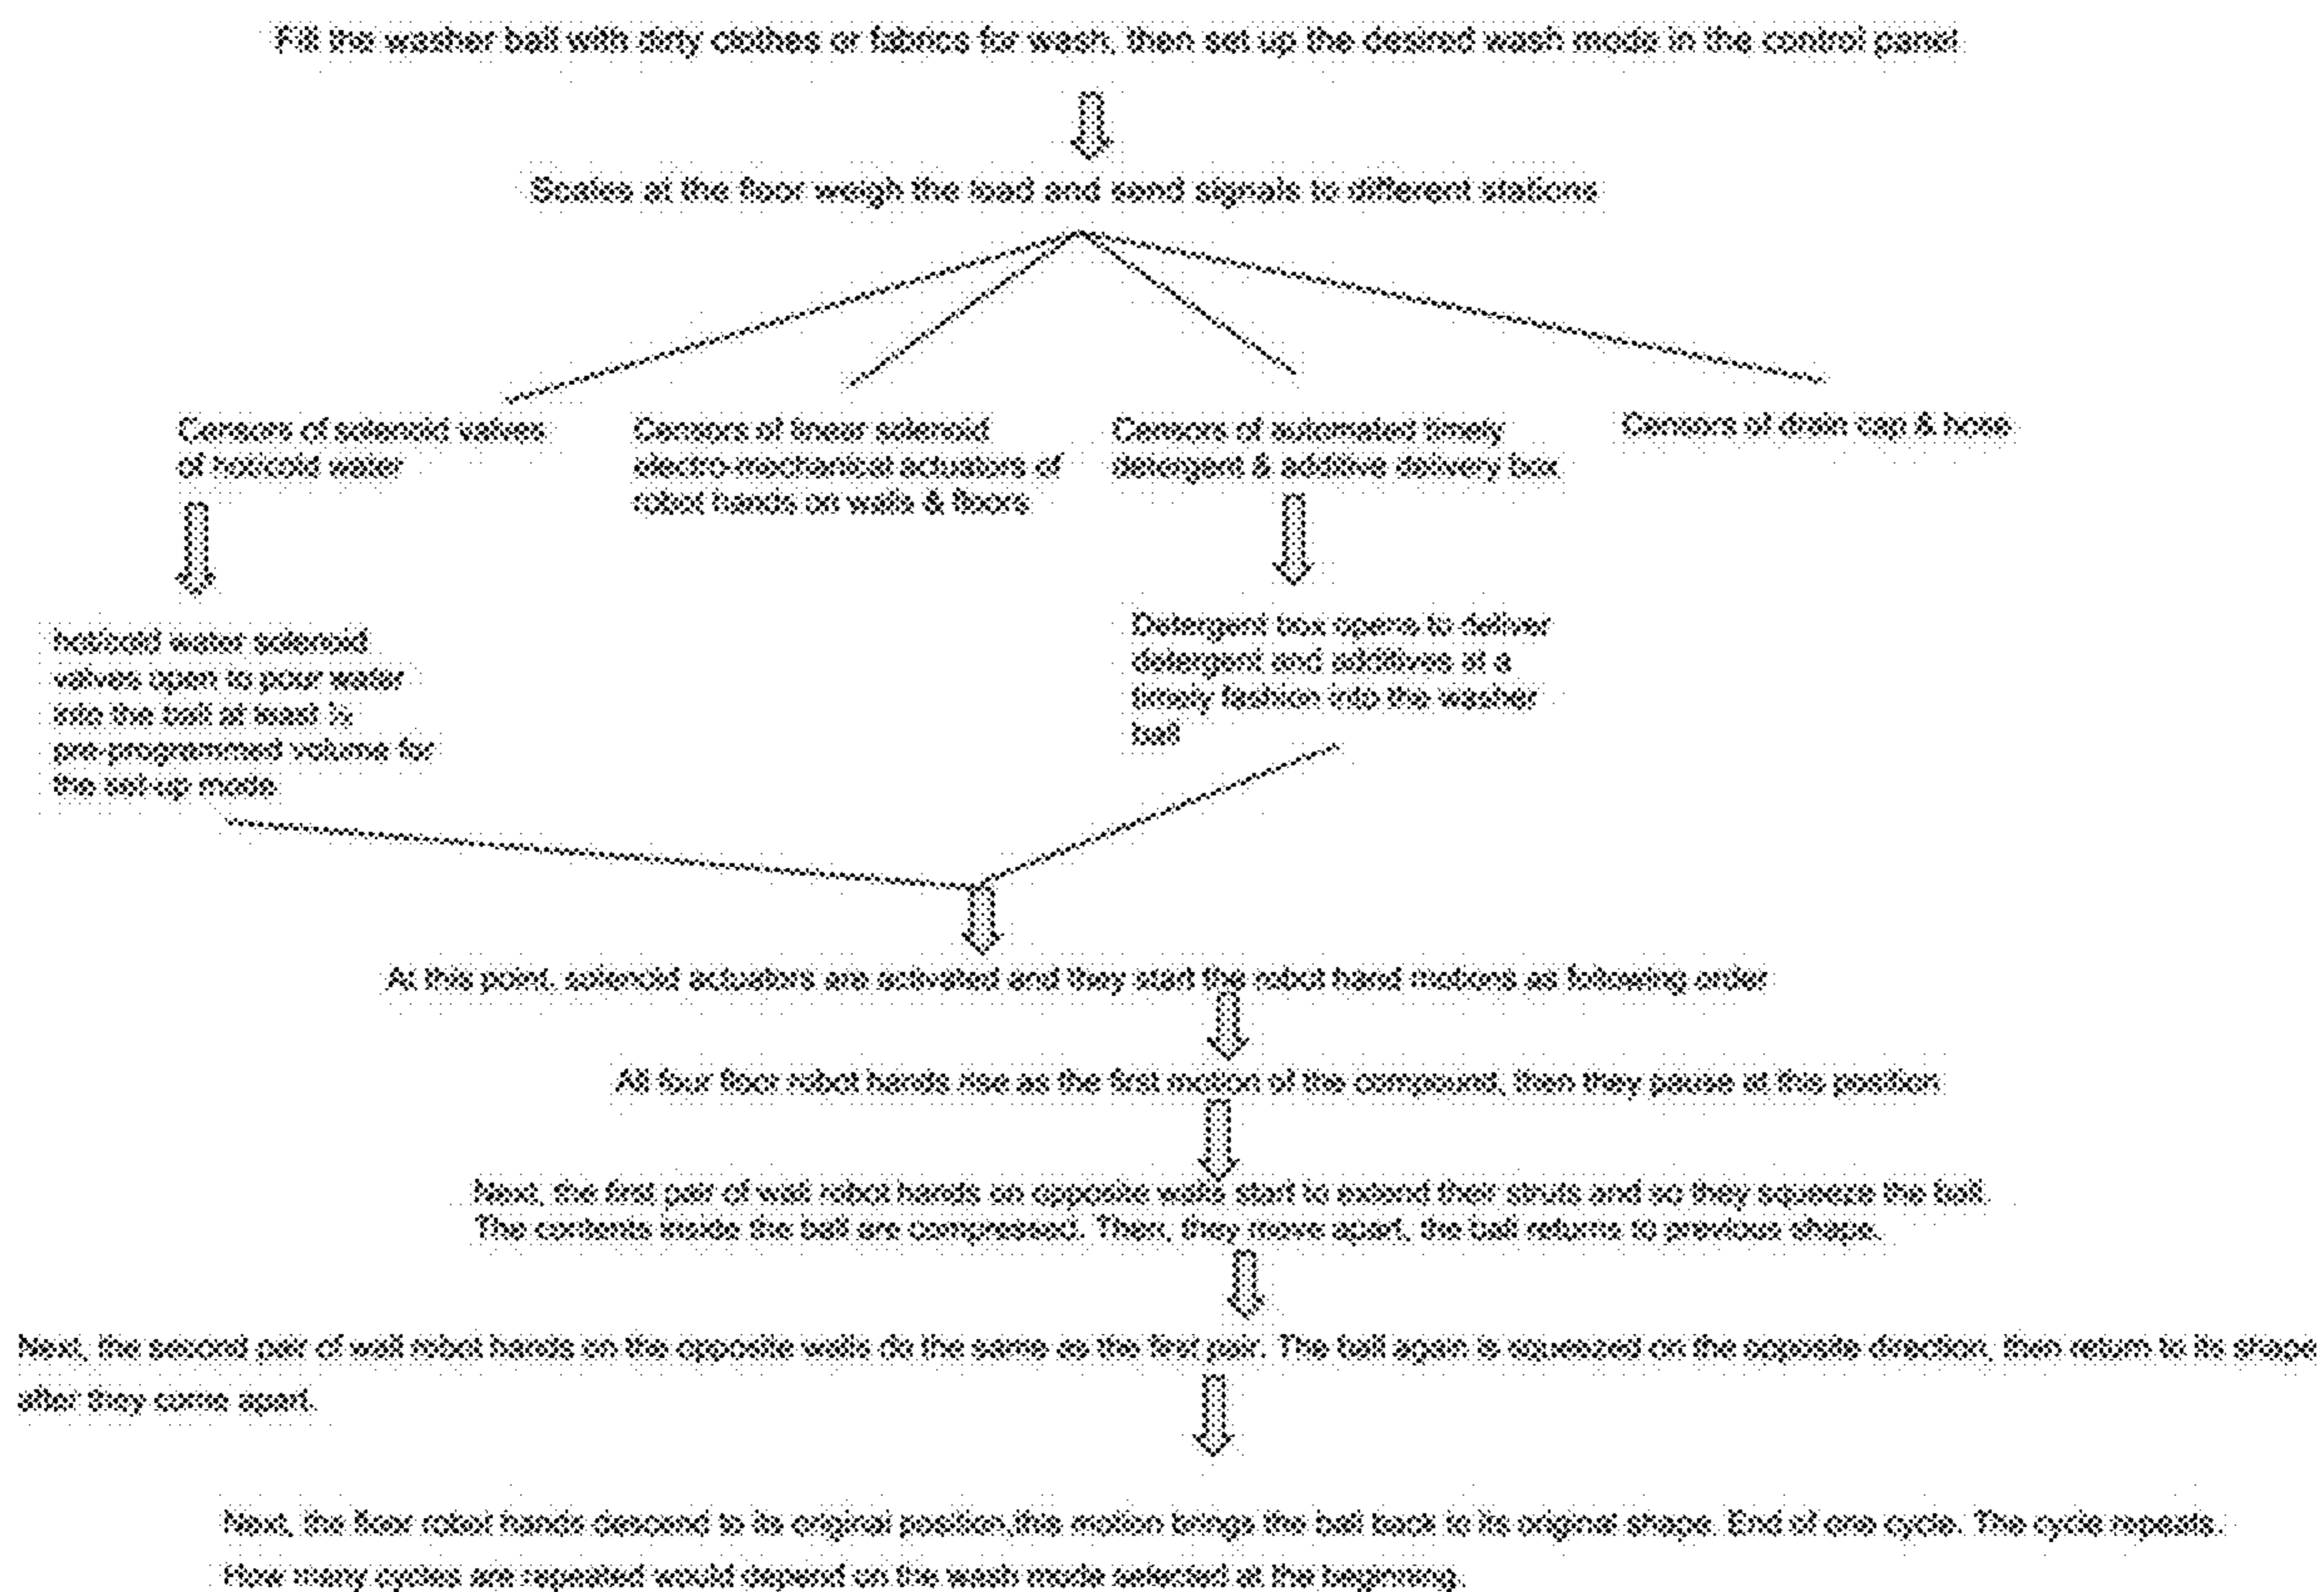 Fill the washer ball with dirty clothes or fabrics for wash, then set up the desired wash mode in the control panel
Scales at the floor weigh the load and send signals to different stations
Censors of solenoid valves
of hot/cold water
Censors of linear solenoid
electro-mechanical actuators of
robot hands on walls & floors
Censors of automated timely
detergent & additive delivery box
Censors of drain cap & hose
hot/cold water solenoid
valves open to pour water
into the ball at least ½
pre-programmed volume for
the set-up mode
Detergent box opens to deliver
detergent and additives at a
timely fashion into the washer
ball
At this point, solenoid actuators are activated and they start the robot hand motions as following order
All four floor robot hands rise as the first motion of the compound, then they pause at this position
Next, the first pair of wall robot hands on opposite walls start to extend their struts and so they squeeze the ball.
The contents inside the ball are compressed. Then, they move apart, the ball returns to previous shape.
Next, the second pair of wall robot hands on the opposite walls do the same as the first pair. The ball again is squeezed on the opposite direction, then return to its shape
after they come apart.
Next, the floor robot hands descend to its original position,this motion brings the ball back to its original shape. End of one cycle. The cycle repeats.
How many cycles are repeated would depend on the wash mode selected at the beginning.